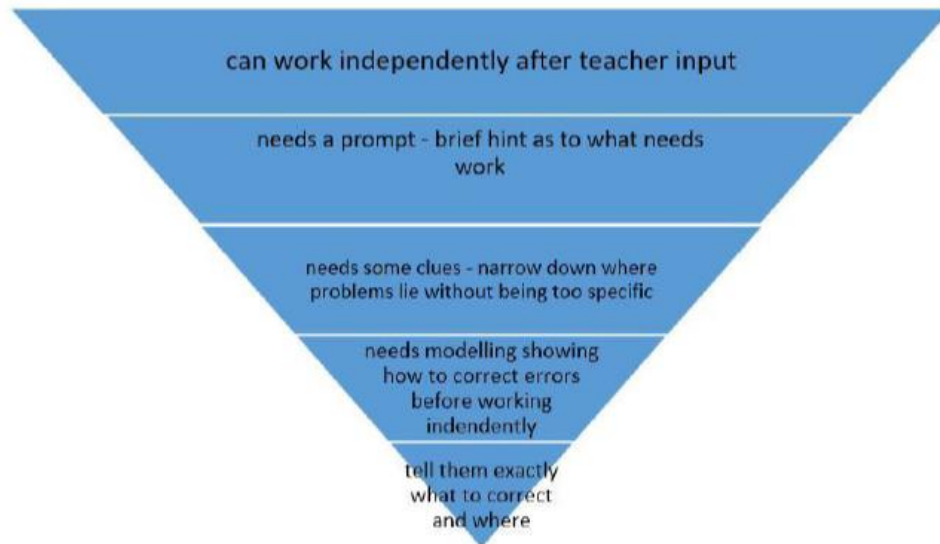 can work independently after teacher input
needs a prompt - brief hint as to what needs
work
needs some clues - narrow down where
problems lie without being too specific
needs modelling showing
how to correct errors
before working
indendently
tell them exactly
what to correct
and where